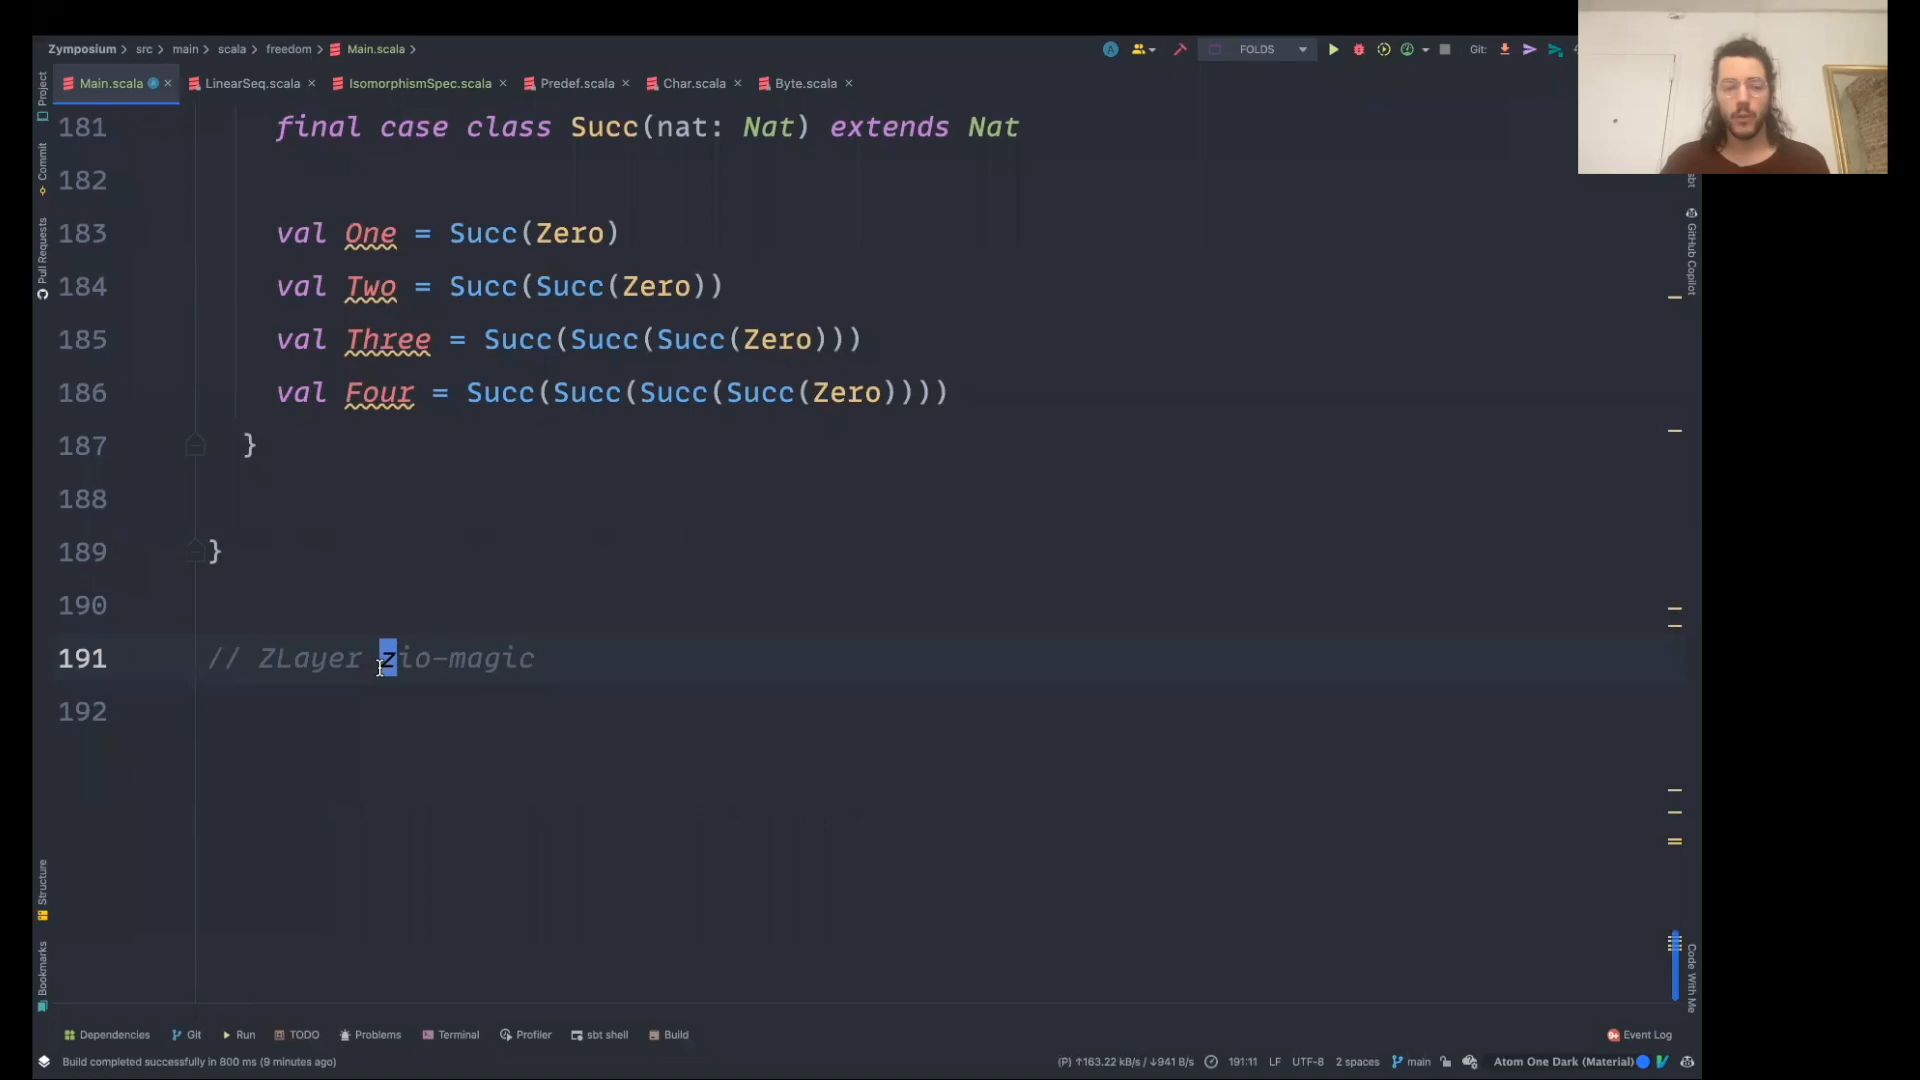 Zymposium > src > main > scala > freedom > Main.scala >
FOLDS
Git:
Main.scala
LinearSeq.scala
IsomorphismSpec.scala
Predef.scala
Char.scala
Byte.scala
Project
Commit
Pull Requests
Structure
Bookmarks
181 final case class Succ(nat: Nat) extends Nat
182
183 val One = Succ(Zero)
184 val Two = Succ(Succ(Zero))
185 val Three = Succ(Succ(Succ(Zero)))
186 val Four = Succ(Succ(Succ(Succ(Zero))))
187 }
188
189 }
190
191 // ZLayer zio-magic
192
sbt
GitHub Copilot
Code With Me
Dependencies
Git
Run
TODO
Problems
Terminal
Profiler
sbt shell
Build
Event Log
Build completed successfully in 800 ms (9 minutes ago)
(P) ↑163.22 kB/s / ↓941 B/s
191:11
LF
UTF-8
2 spaces
main
Atom One Dark (Material)